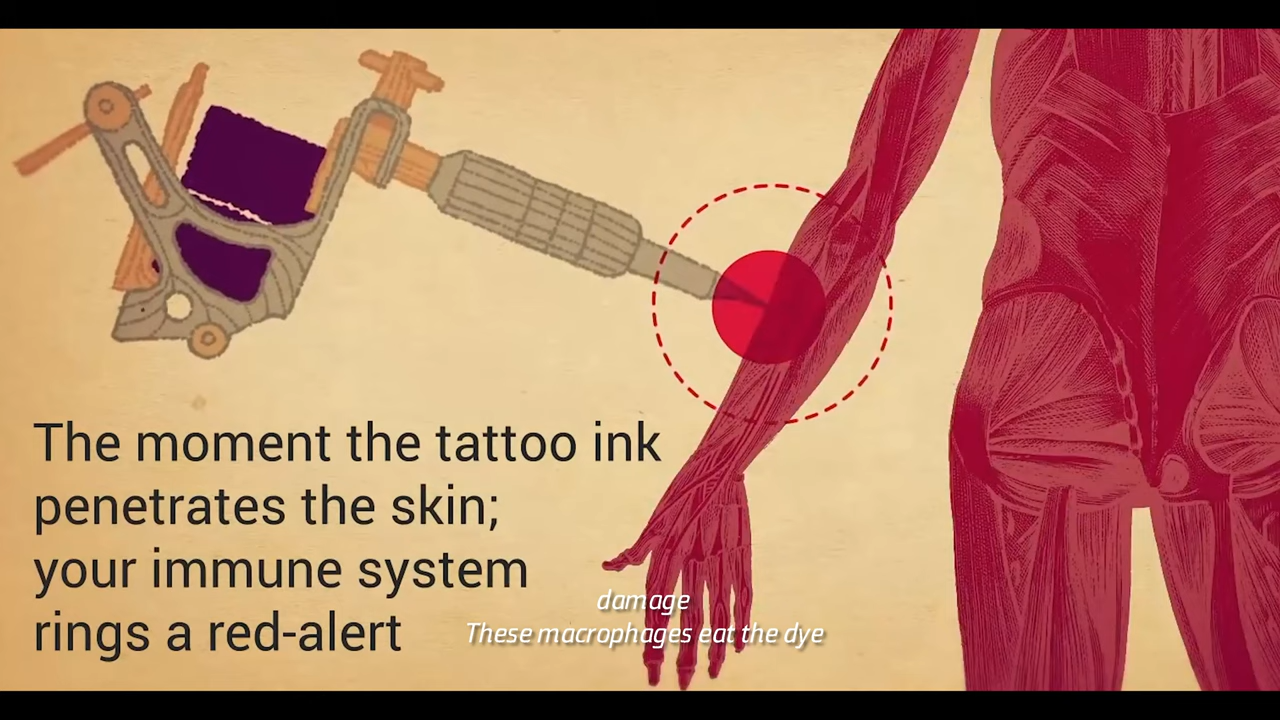 The moment the tattoo ink
penetrates the skin;
your immune system
rings a red-alert
damage
These macrophages eat the dye